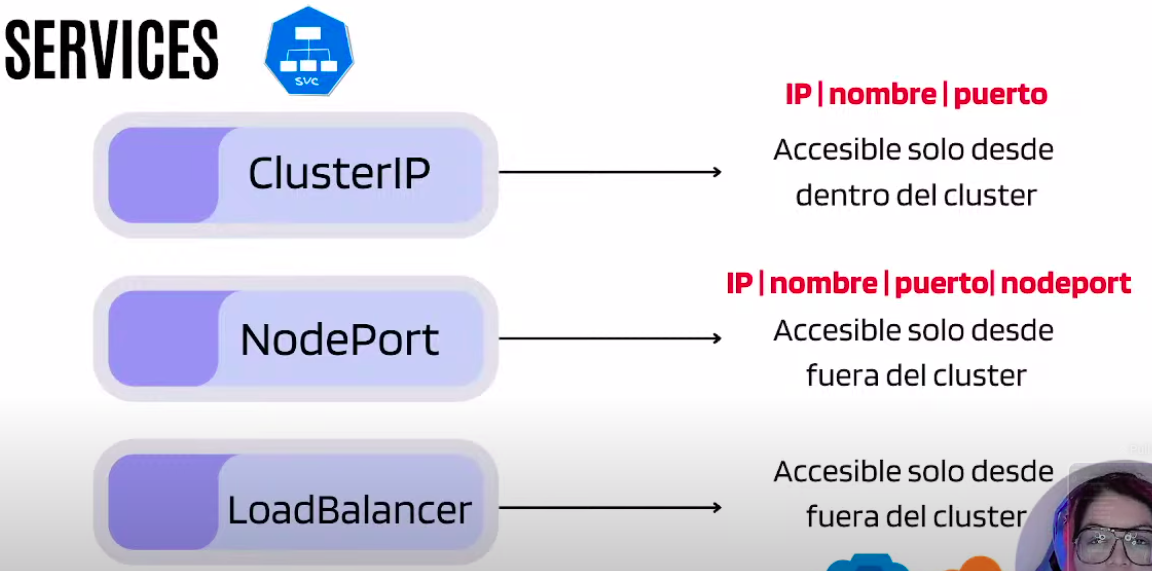 SERVICES
svc
IP | nombre | puerto
ClusterIP
Accesible solo desde
dentro del cluster
IP | nombre | puerto| nodeport
NodePort
Accesible solo desde
fuera del cluster
LoadBalancer
Accesible solo desde
fuera del cluster